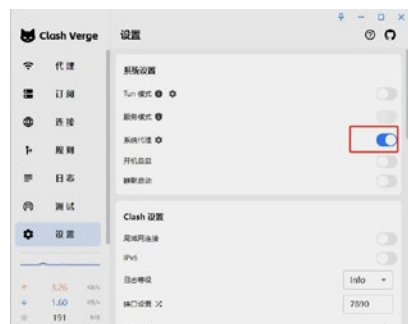 Clash Verge
设置
代理
订阅
连接
规则
日志
测试
设置
3.26 KB/s
1.60 KB/s
191
系统设置
Tun 模式
服务模式
系统代理
开机自启
静默启动
Clash 设置
局域网连接
IPv6
日志等级
Info
端口设置
7890